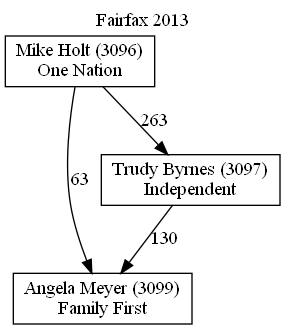 Fairfax 2013
Mike Holt (3096)
One Nation
263
Trudy Byrnes (3097)
Independent
63
130
Angela Meyer (3099)
Family First